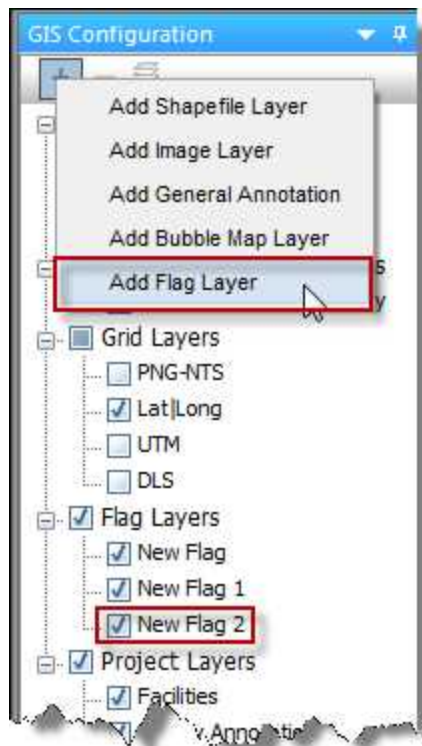 GIS Configuration
Add Shapefile Layer
Add Image Layer
Add General Annotation
Add Bubble Map Layer
Add Flag Layer
s
y
Grid Layers
PNG-NTS
Lat|Long
UTM
DLS
Flag Layers
New Flag
New Flag 1
New Flag 2
Project Layers
Facilities